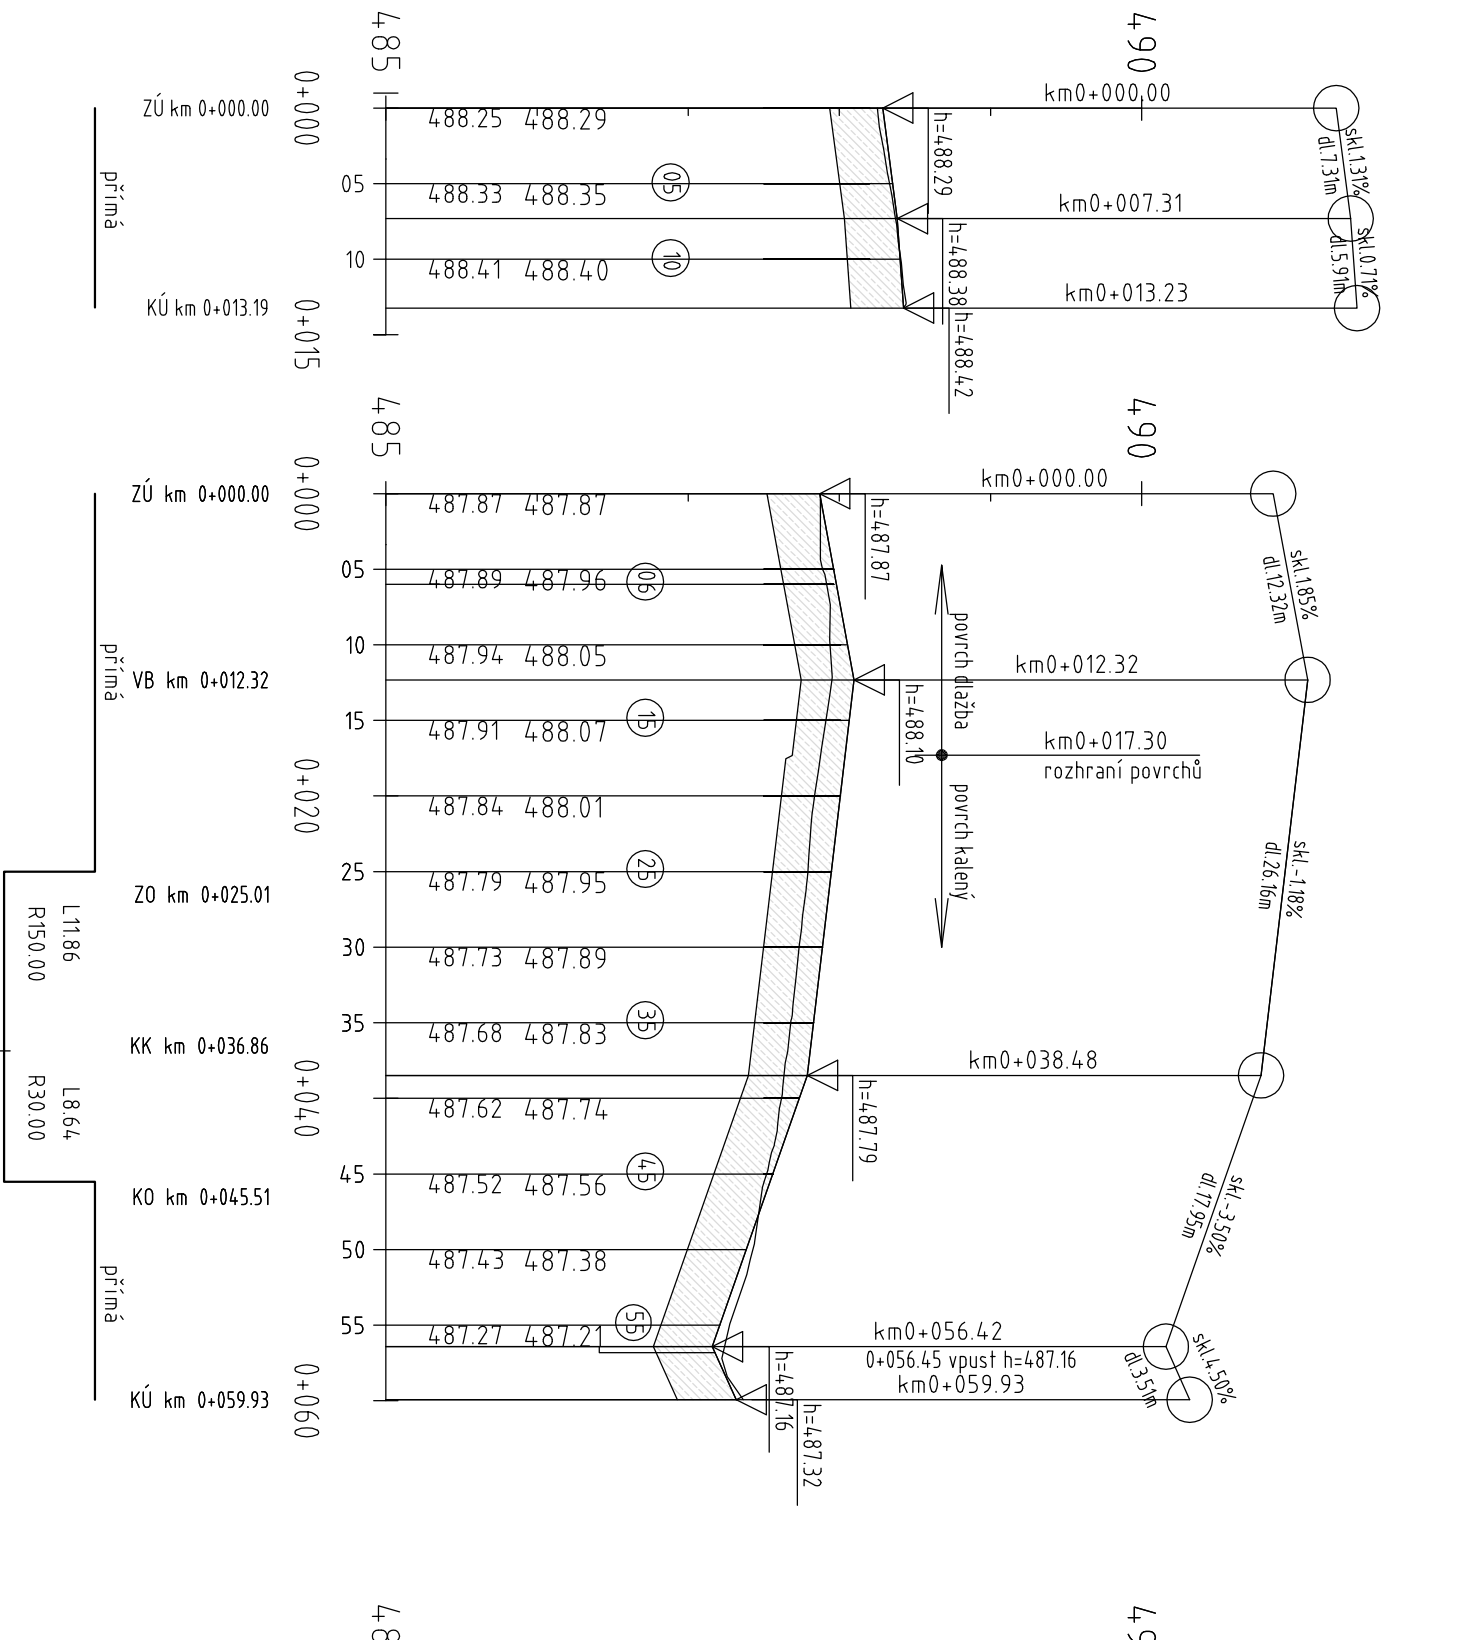 485
490
ZÚ km 0+000.00
0+000
488.25 488.29
km0+000.00
h=488.29
skl.1.31%
dl.7.31m
05
488.33 488.35
05
km0+007.31
h=488.38
skl.0.71%
dl.5.91m
přímá
10
488.41 488.40
10
KÚ km 0+013.19
0+015
km0+013.23
h=488.42
485
490
ZÚ km 0+000.00
0+000
487.87 487.87
km0+000.00
h=487.87
skl.1.85%
dl.12.32m
05
487.89 487.96
06
povrch dlažba
10
487.94 488.05
přímá
VB km 0+012.32
km0+012.32
h=488.10
15
487.91 488.07
15
km0+017.30
rozhraní povrchů
0+020
487.84 488.01
povrch kalený
25
487.79 487.95
25
skl.-1.18%
dl.26.16m
ZO km 0+025.01
L11.86
R150.00
30
487.73 487.89
35
487.68 487.83
35
KK km 0+036.86
km0+038.48
h=487.79
0+040
487.62 487.74
L8.64
R30.00
45
487.52 487.56
45
KO km 0+045.51
skl.-3.50%
dl.17.95m
50
487.43 487.38
přímá
55
487.27 487.21
55
km0+056.42
0+056.45 vpust h=487.16
h=487.16
skl.4.50%
dl.3.51m
KÚ km 0+059.93
0+060
km0+059.93
h=487.32
48
49